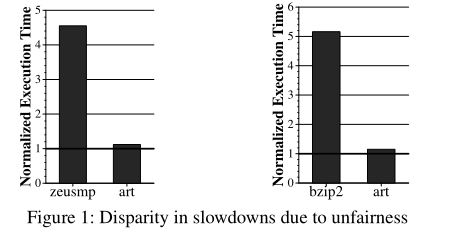 Normalized Execution Time
5
4
3
2
1
0
zeusmp art
Normalized Execution Time
6
5
4
3
2
1
0
bzip2 art
Figure 1: Disparity in slowdowns due to unfairness